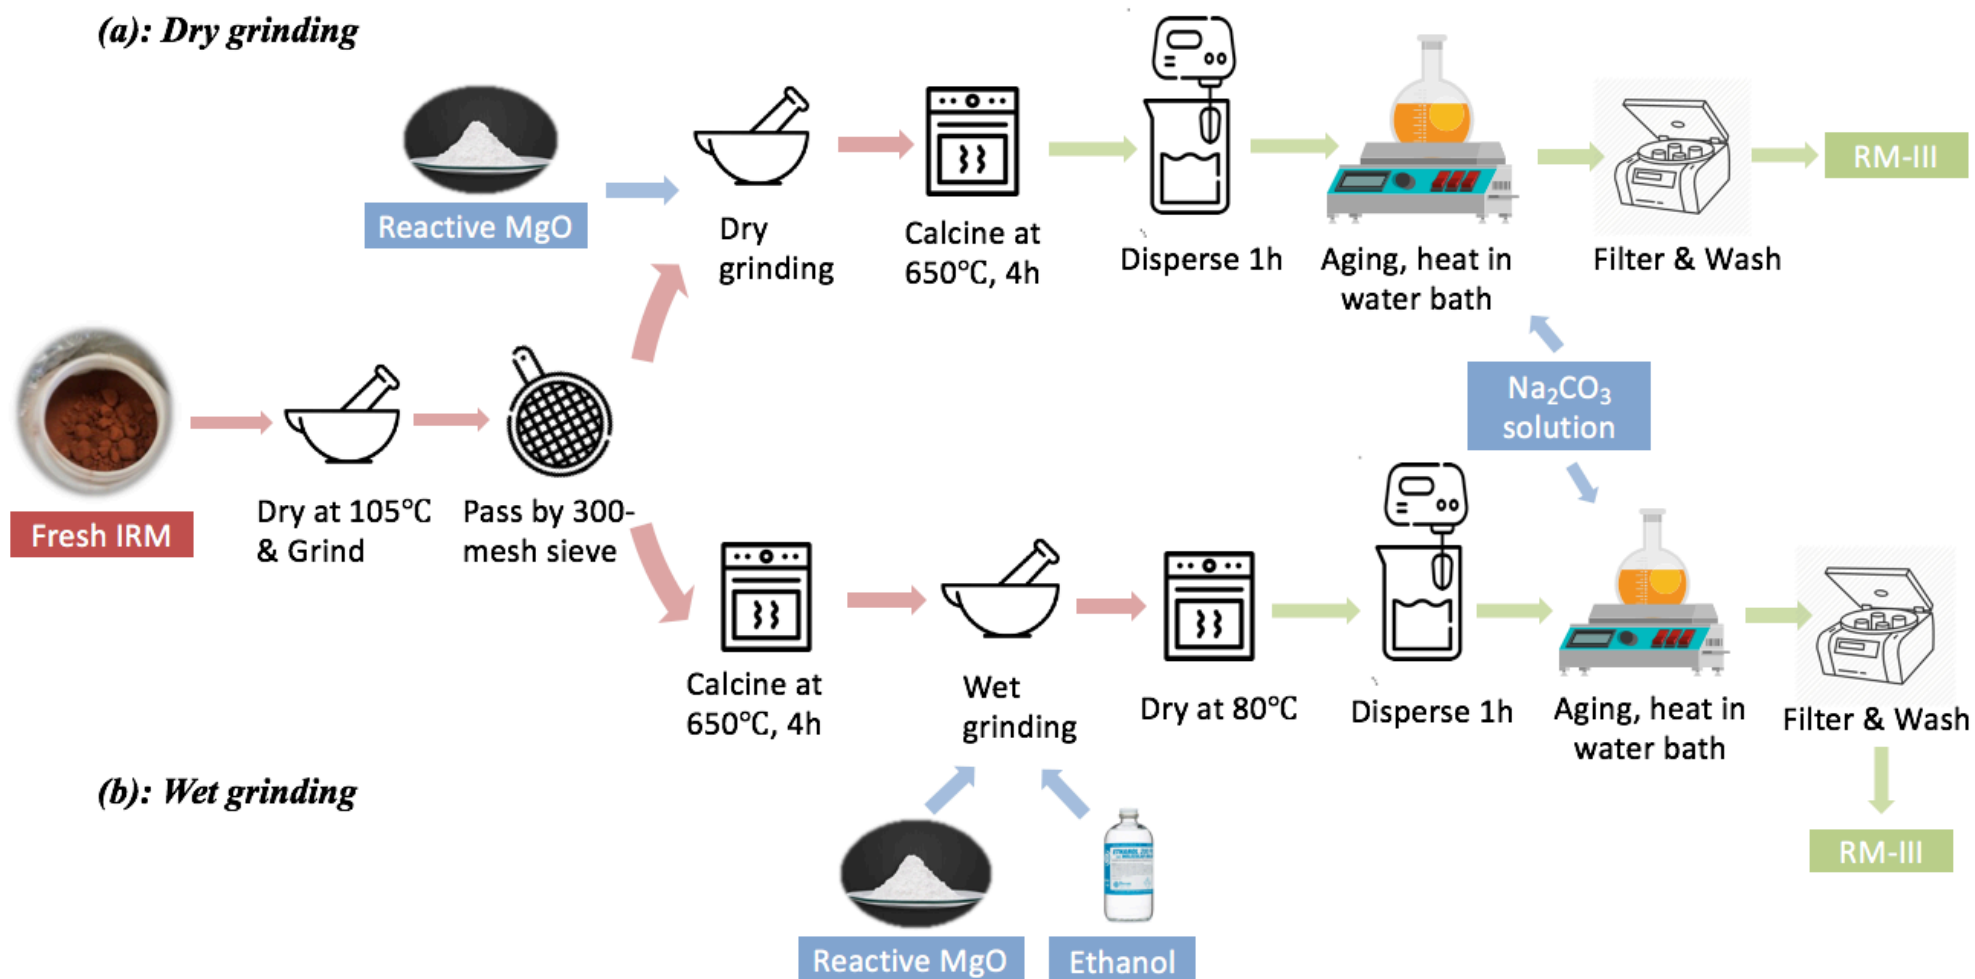 (a): Dry grinding
Reactive MgO
Dry
grinding
Calcine at
650℃, 4h
Disperse 1h
Aging, heat in
water bath
Filter & Wash
RM-III
Na₂CO₃
solution
Fresh IRM
Dry at 105℃
& Grind
Pass by 300-
mesh sieve
Calcine at
650℃, 4h
Wet
grinding
Dry at 80℃
Disperse 1h
Aging, heat in
water bath
Filter & Wash
RM-III
(b): Wet grinding
Reactive MgO
Ethanol